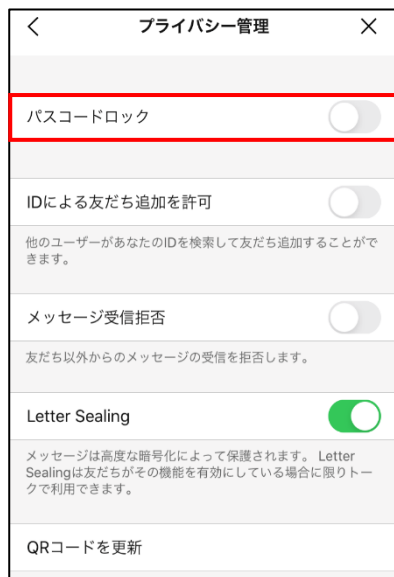 プライバシー管理
パスコードロック
IDによる友だち追加を許可
他のユーザーがあなたのIDを検索して友だち追加することがで
きます。
メッセージ受信拒否
友だち以外からのメッセージの受信を拒否します。
Letter Sealing
メッセージは高度な暗号化によって保護されます。 Letter
Sealingは友だちがその機能を有効にしている場合に限りトー
クで利用できます。
QRコードを更新